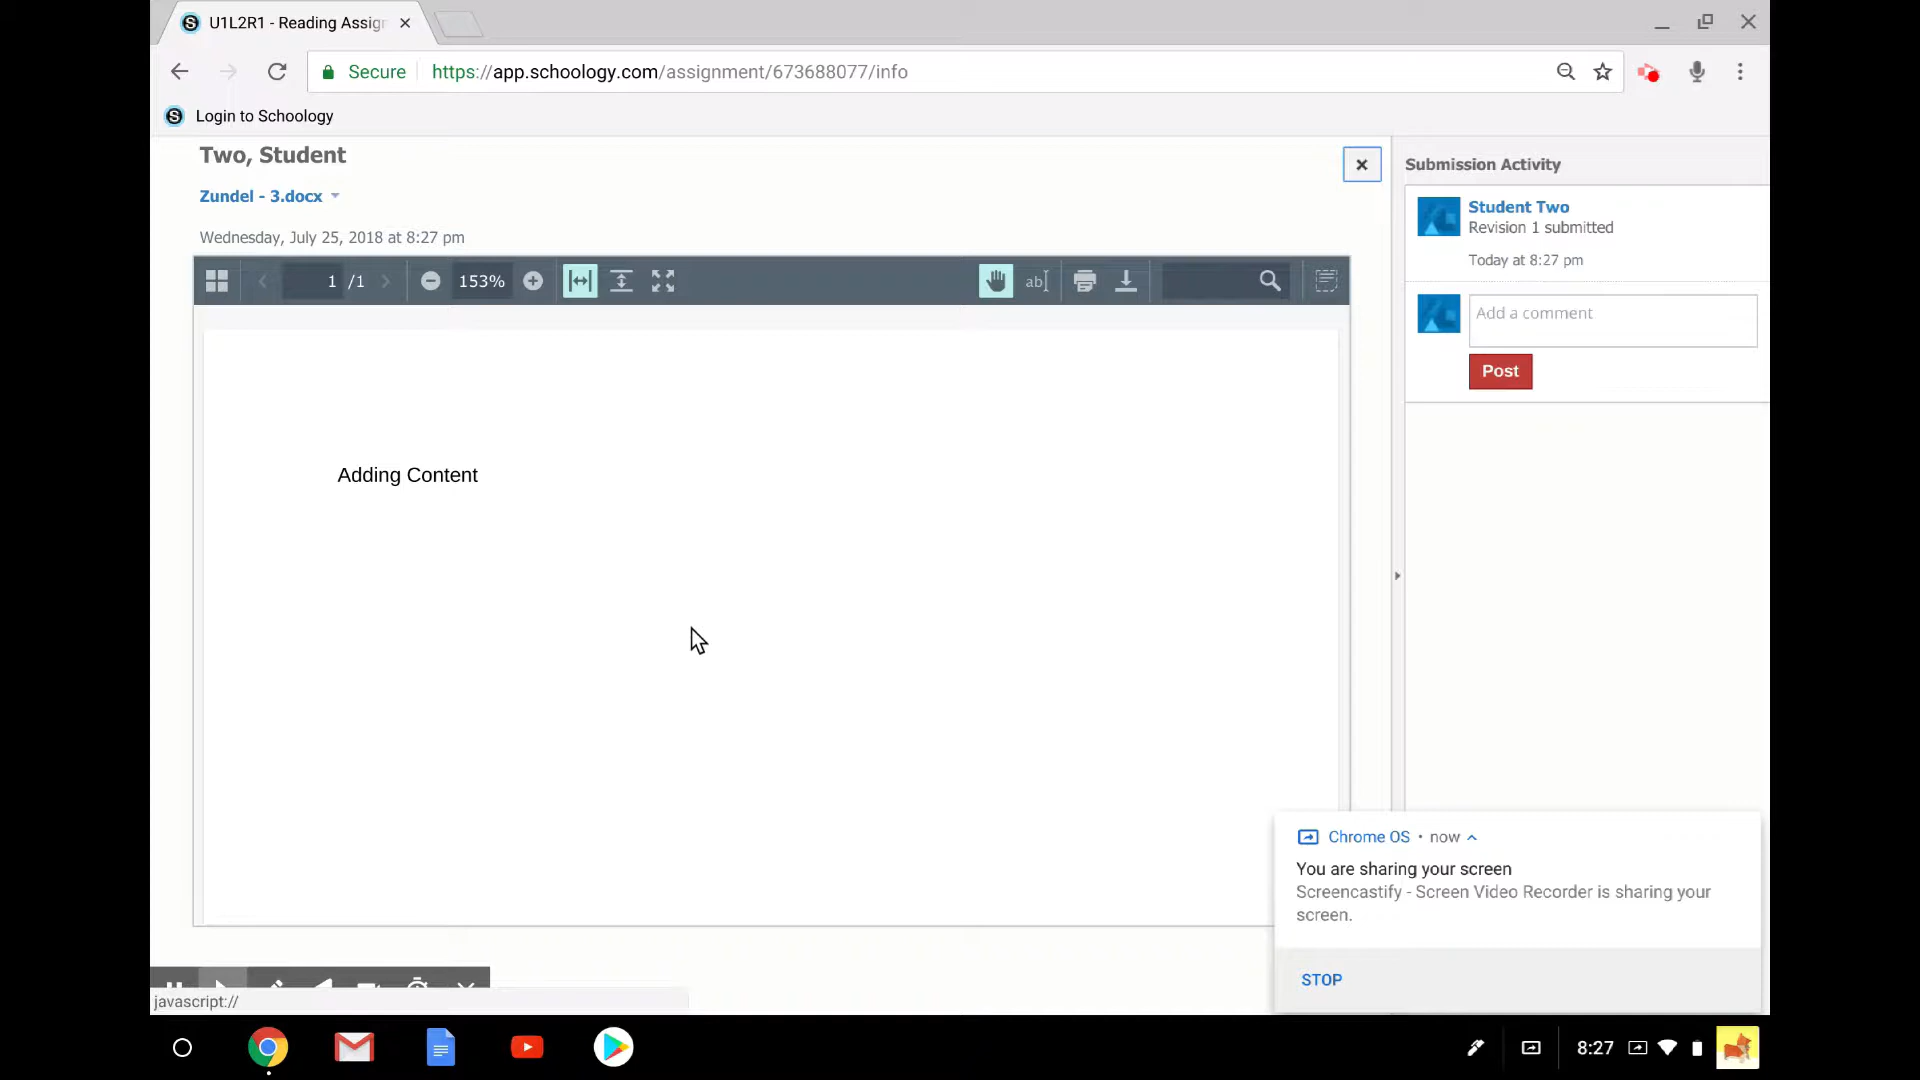 U1L2R1 - Reading Assign
Secure
https://app.schoology.com/assignment/673688077/info
Login to Schoology
Two, Student
Zundel - 3.docx
Wednesday, July 25, 2018 at 8:27 pm
1 /1
153%
ab
Adding Content
Submission Activity
Student Two
Revision 1 submitted
Today at 8:27 pm
Add a comment
Post
Chrome OS • now
You are sharing your screen
Screencastify - Screen Video Recorder is sharing your
screen.
STOP
javascript://
8:27